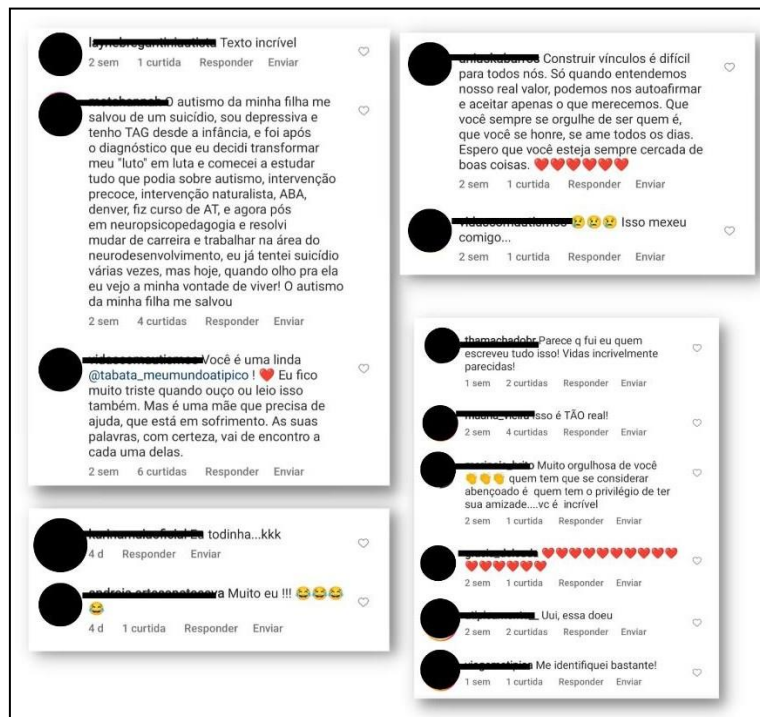 Texto incrível
2 sem 1 curtida Responder Enviar
O autismo da minha filha me
salvou de um suicídio, sou depressiva e
tenho TAG desde a infância, e foi após
o diagnóstico que eu decidi transformar
meu "luto" em luta e comecei a estudar
tudo que podia sobre autismo, intervenção
precoce, intervenção naturalista, ABA,
denver, fiz curso de AT, e agora pós
em neuropsicopedagogia e resolvi
mudar de carreira e trabalhar na área do
neurodesenvolvimento, eu já tentei suicídio
várias vezes, mas hoje, quando olho pra ela
eu vejo a minha vontade de viver! O autismo
da minha filha me salvou
2 sem 4 curtidas Responder Enviar
Você é uma linda
@tabata_meumundoatipico ! ❤️ Eu fico
muito triste quando ouço ou leio isso
também. Mas é uma mãe que precisa de
ajuda, que está em sofrimento. As suas
palavras, com certeza, vai de encontro a
cada uma delas.
2 sem 6 curtidas Responder Enviar
Eu todinha...kkk
4 d Responder Enviar
Muito eu !!! 😂😂😂
😂
4 d 1 curtida Responder Enviar
Construir vínculos é difícil
para todos nós. Só quando entendemos
nosso real valor, podemos nos autoafirmar
e aceitar apenas o que merecemos. Que
você sempre se orgulhe de ser quem é,
que você se honre, se ame todos os dias.
Espero que você esteja sempre cercada de
boas coisas. ❤️❤️❤️❤️❤️❤️
2 sem 1 curtida Responder Enviar
😢😢😢 Isso mexeu
comigo...
2 sem 1 curtida Responder Enviar
Parece q fui eu quem
escreveu tudo isso! Vidas incrivelmente
parecidas!
1 sem 2 curtidas Responder Enviar
Isso é TÃO real!
2 sem 4 curtidas Responder Enviar
Muito orgulhosa de você
👏👏👏 quem tem que se considerar
abençoado é quem tem o privilégio de ter
sua amizade....vc é incrível
2 sem 1 curtida Responder Enviar
❤️❤️❤️❤️❤️❤️❤️❤️❤️❤️
❤️❤️❤️❤️❤️❤️
2 sem 1 curtida Responder Enviar
Uui, essa doeu
2 sem 2 curtidas Responder Enviar
Me identifiquei bastante!
1 sem 1 curtida Responder Enviar